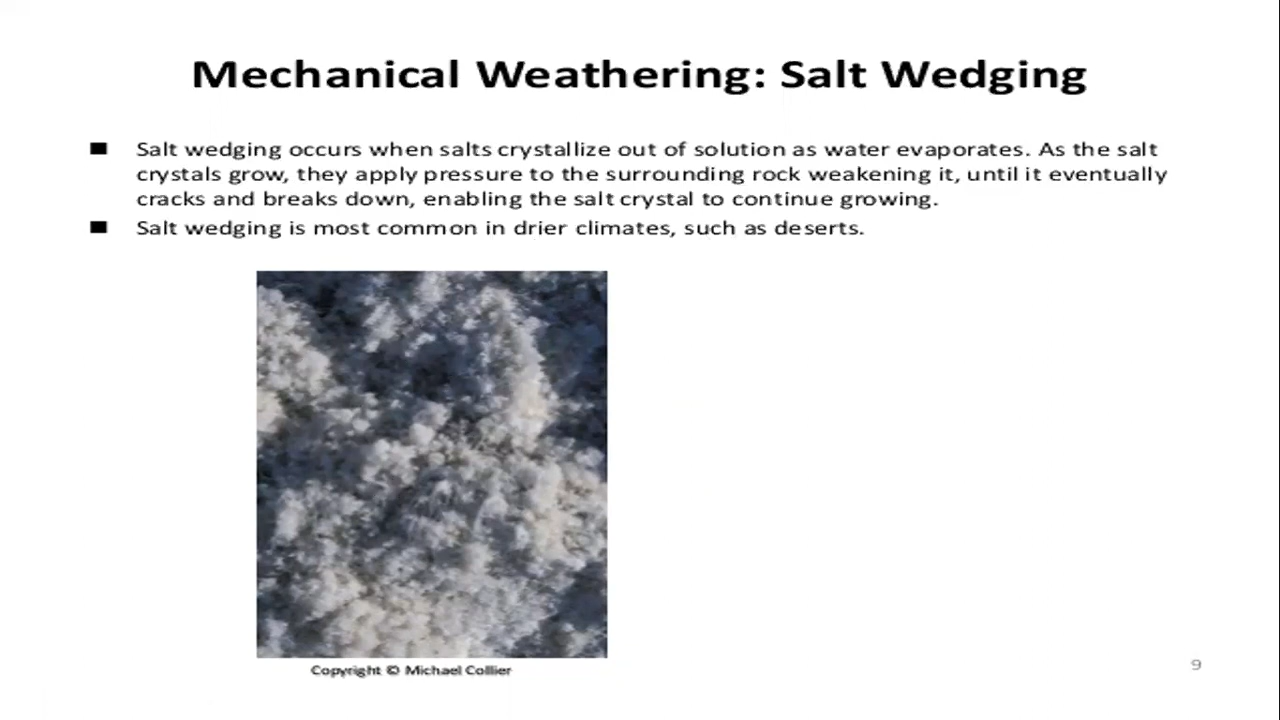 Mechanical Weathering: Salt Wedging
Salt wedging occurs when salts crystallize out of solution as water evaporates. As the salt
crystals grow, they apply pressure to the surrounding rock weakening it, until it eventually
cracks and breaks down, enabling the salt crystal to continue growing.
Salt wedging is most common in drier climates, such as deserts.
Copyright © Michael Collier
9